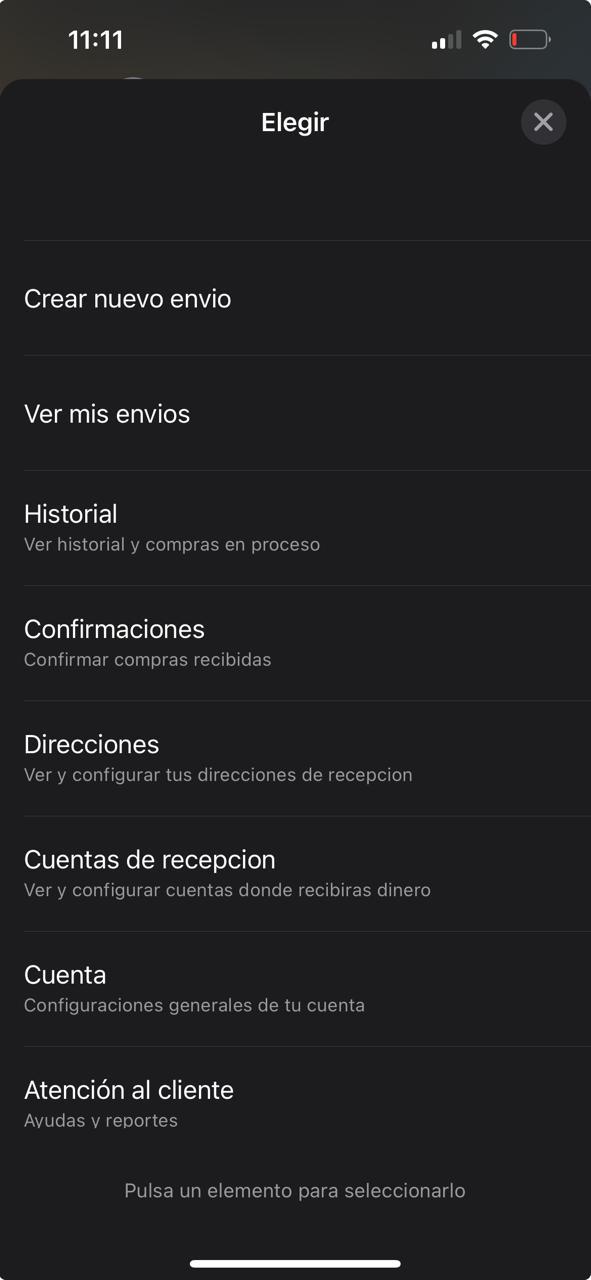 11:11
Elegir
Crear nuevo envio
Ver mis envios
Historial
Ver historial y compras en proceso
Confirmaciones
Confirmar compras recibidas
Direcciones
Ver y configurar tus direcciones de recepcion
Cuentas de recepcion
Ver y configurar cuentas donde recibiras dinero
Cuenta
Configuraciones generales de tu cuenta
Atención al cliente
Ayudas y reportes
Pulsa un elemento para seleccionarlo